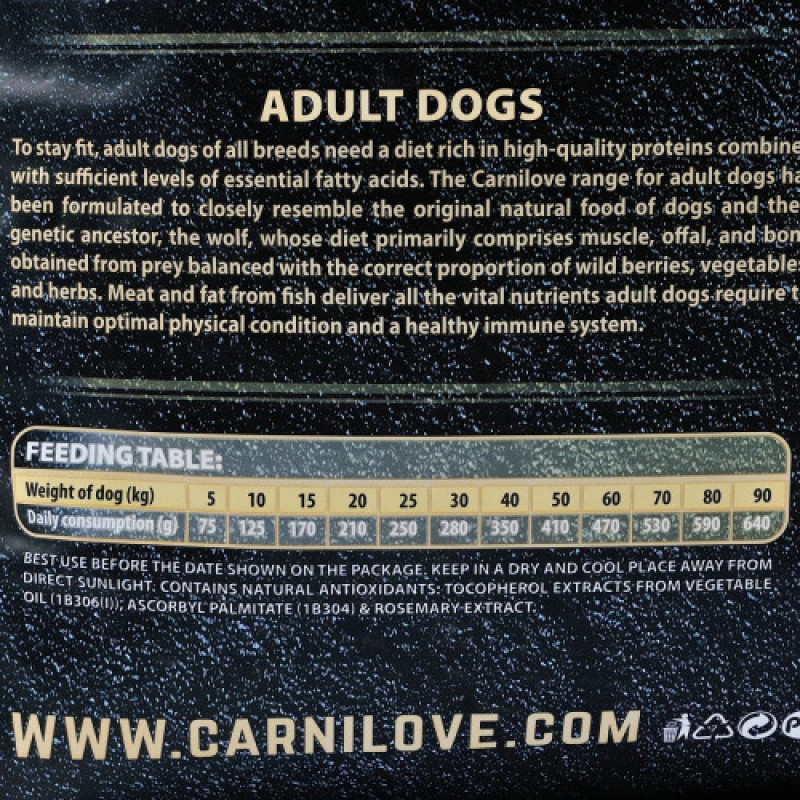 ADULT DOGS
To stay fit, adult dogs of all breeds need a diet rich in high-quality proteins combine
with sufficient levels of essential fatty acids. The Carnilove range for adult dogs ha
been formulated to closely resemble the original natural food of dogs and the
genetic ancestor, the wolf, whose diet primarily comprises muscle, offal, and bon
obtained from prey balanced with the correct proportion of wild berries, vegetable
and herbs. Meat and fat from fish deliver all the vital nutrients adult dogs require t
maintain optimal physical condition and a healthy immune system.
FEEDING TABLE:
Weight of dog (kg) 5 10 15 20 25 30 40 50 60 70 80 90
Daily consumption (g) 75 125 170 210 250 280 350 410 470 530 590 640
BEST USE BEFORE THE DATE SHOWN ON THE PACKAGE. KEEP IN A DRY AND COOL PLACE AWAY FROM
DIRECT SUNLIGHT. CONTAINS NATURAL ANTIOXIDANTS: TOCOPHEROL EXTRACTS FROM VEGETABLE
OIL (1B306(I)); ASCORBYL PALMITATE (1B304) & ROSEMARY EXTRACT.
WWW.CARNILOVE.COM